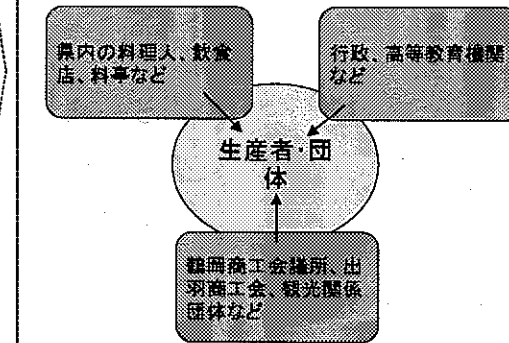 県内の料理人、飲食
店、料亭など
行政、高等教育機関
など
生産者・団
体
鶴岡商工会議所、出
羽商工会、観光関係
団体など